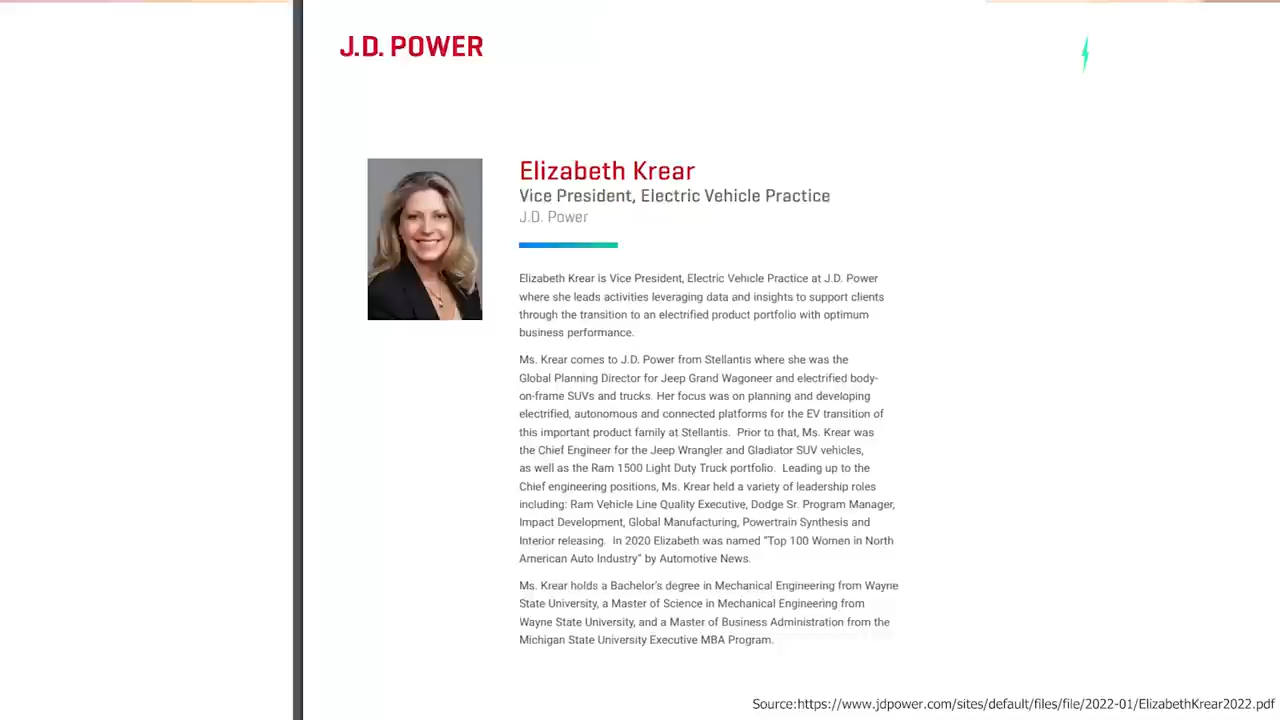 J.D. POWER
Elizabeth Krear
Vice President, Electric Vehicle Practice
J.D. Power
Elizabeth Krear is Vice President, Electric Vehicle Practice at J.D. Power
where she leads activities leveraging data and insights to support clients
through the transition to an electrified product portfolio with optimum
business performance.
Ms. Krear comes to J.D. Power from Stellantis where she was the
Global Planning Director for Jeep Grand Wagoneer and electrified body-
on-frame SUVs and trucks. Her focus was on planning and developing
electrified, autonomous and connected platforms for the EV transition of
this important product family at Stellantis.  Prior to that, Ms. Krear was
the Chief Engineer for the Jeep Wrangler and Gladiator SUV vehicles,
as well as the Ram 1500 Light Duty Truck portfolio.  Leading up to the
Chief engineering positions, Ms. Krear held a variety of leadership roles
including: Ram Vehicle Line Quality Executive, Dodge Sr. Program Manager,
Impact Development, Global Manufacturing, Powertrain Synthesis and
Interior releasing.  In 2020 Elizabeth was named “Top 100 Women in North
American Auto Industry” by Automotive News.
Ms. Krear holds a Bachelor’s degree in Mechanical Engineering from Wayne
State University, a Master of Science in Mechanical Engineering from
Wayne State University, and a Master of Business Administration from the
Michigan State University Executive MBA Program.
Source:https://www.jdpower.com/sites/default/files/file/2022-01/ElizabethKrear2022.pdf